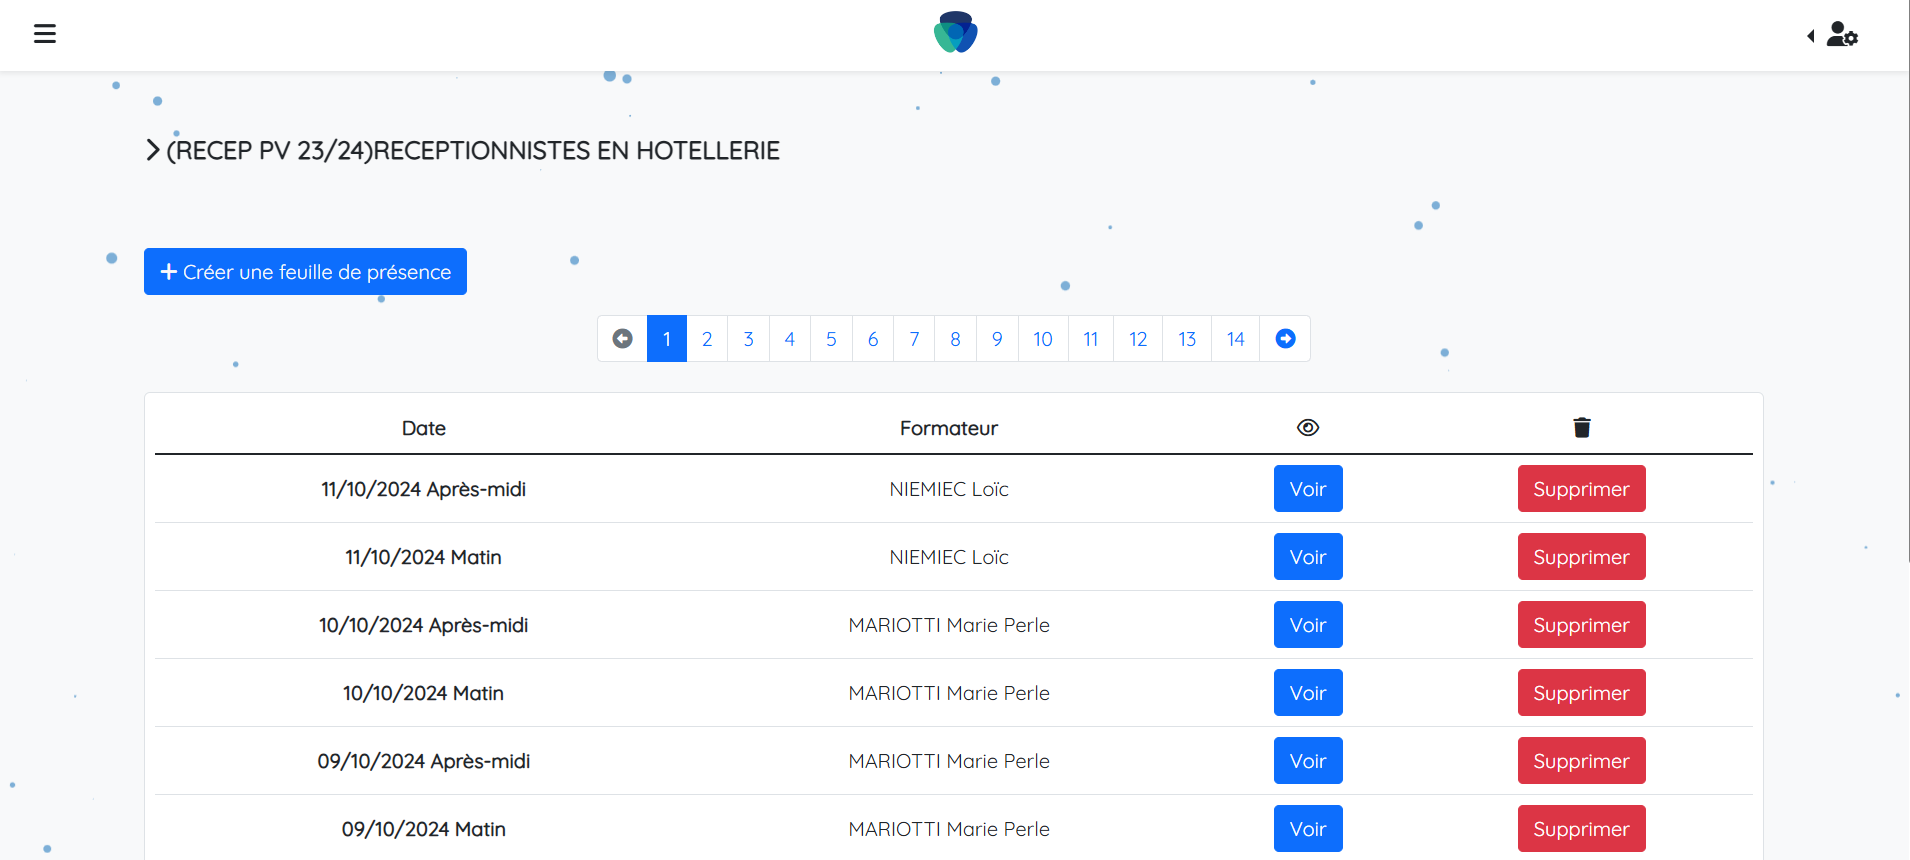 (RECEP PV 23/24)RECEPTIONNISTES EN HOTELLERIE
Créer une feuille de présence
1 2 3 4 5 6 7 8 9 10 11 12 13 14
Date Formateur
11/10/2024 Après-midi NIEMIEC Loïc Voir Supprimer
11/10/2024 Matin NIEMIEC Loïc Voir Supprimer
10/10/2024 Après-midi MARIOTTI Marie Perle Voir Supprimer
10/10/2024 Matin MARIOTTI Marie Perle Voir Supprimer
09/10/2024 Après-midi MARIOTTI Marie Perle Voir Supprimer
09/10/2024 Matin MARIOTTI Marie Perle Voir Supprimer